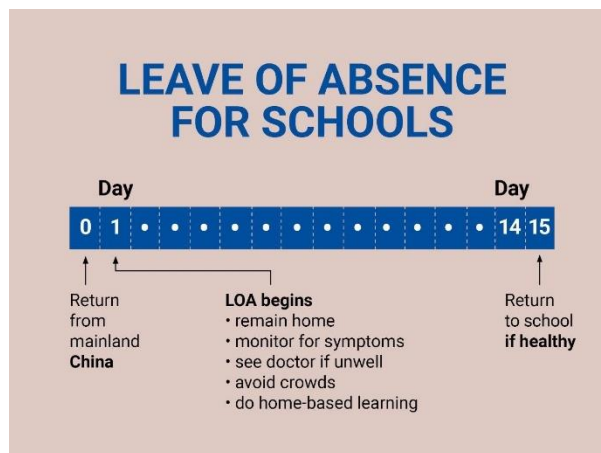 LEAVE OF ABSENCE
FOR SCHOOLS
Day Day
0 1 • • • • • • • • • • • • 14 15
Return
from
mainland
China
LOA begins
• remain home
• monitor for symptoms
• see doctor if unwell
• avoid crowds
• do home-based learning
Return
to school
if healthy